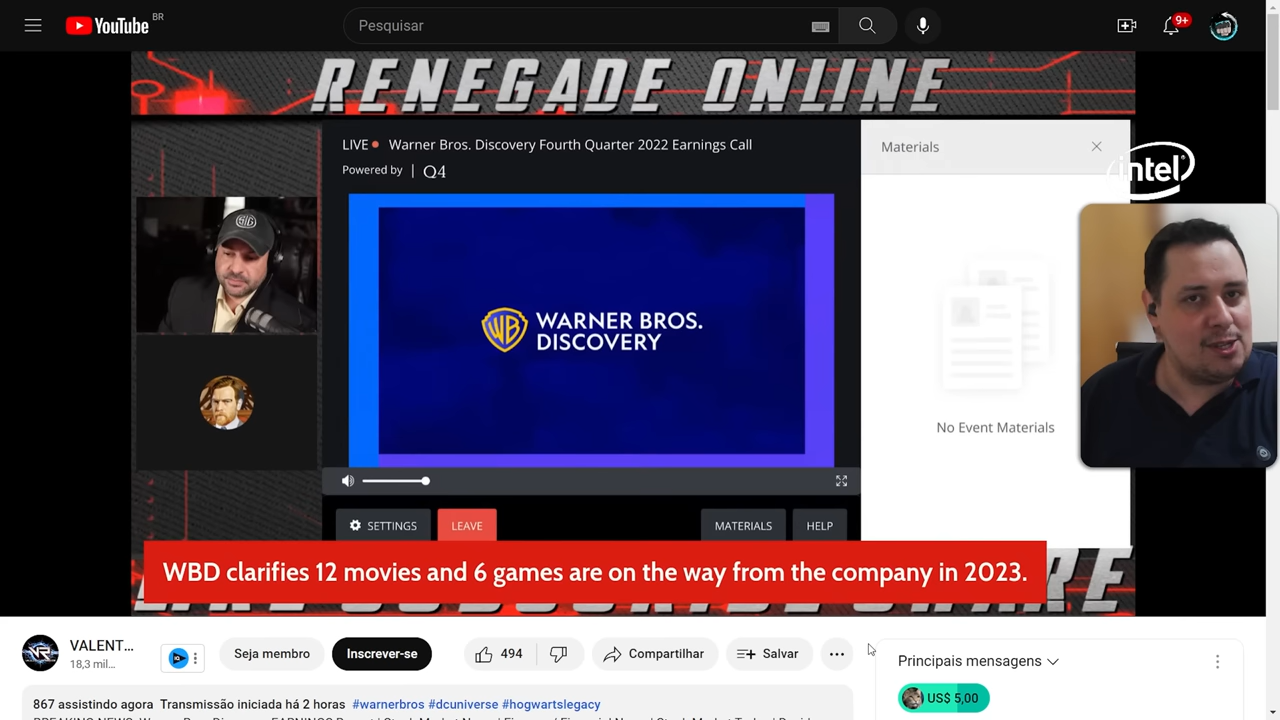 YouTube BR
Pesquisar
9+
RENEGADE ONLINE
LIVE Warner Bros. Discovery Fourth Quarter 2022 Earnings Call
Powered by | Q4
Materials
intel
WARNER BROS.
DISCOVERY
No Event Materials
SETTINGS
LEAVE
MATERIALS
HELP
WBD clarifies 12 movies and 6 games are on the way from the company in 2023.
VALENT...
18,3 mil...
Seja membro
Inscrever-se
494
Compartilhar
Salvar
Principais mensagens
US$ 5,00
867 assistindo agora Transmissão iniciada há 2 horas #warnerbros #dcuniverse #hogwartslegacy